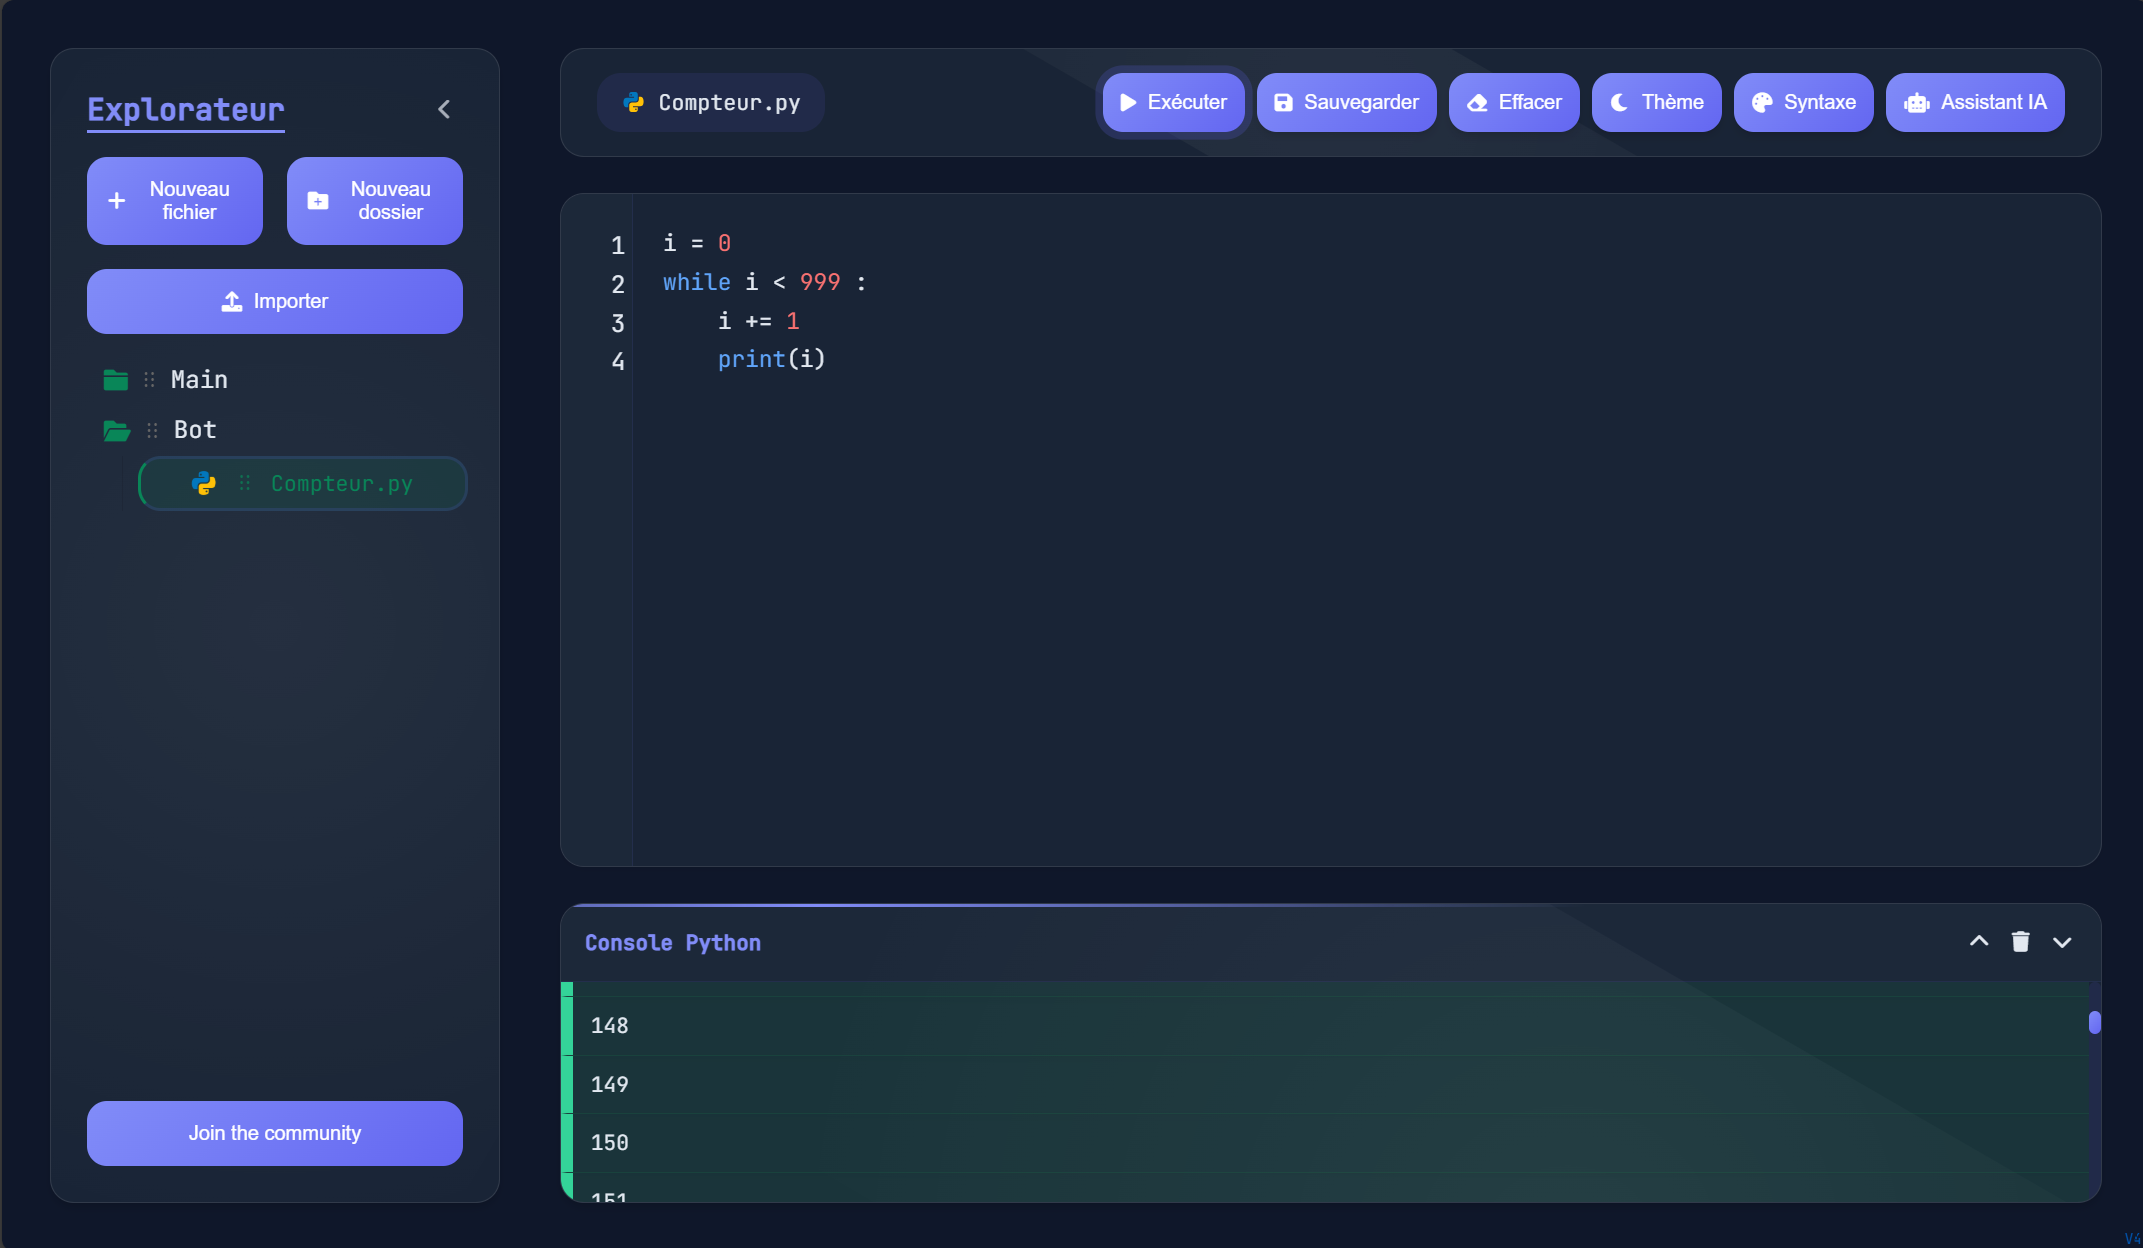 Explorateur
Nouveau
fichier
Nouveau
dossier
Importer
Main
Bot
Compteur.py
Join the community
Compteur.py
Exécuter
Sauvegarder
Effacer
Thème
Syntaxe
Assistant IA
1 i = 0
2 while i < 999 :
3     i += 1
4     print(i)
Console Python
148
149
150
151
V4